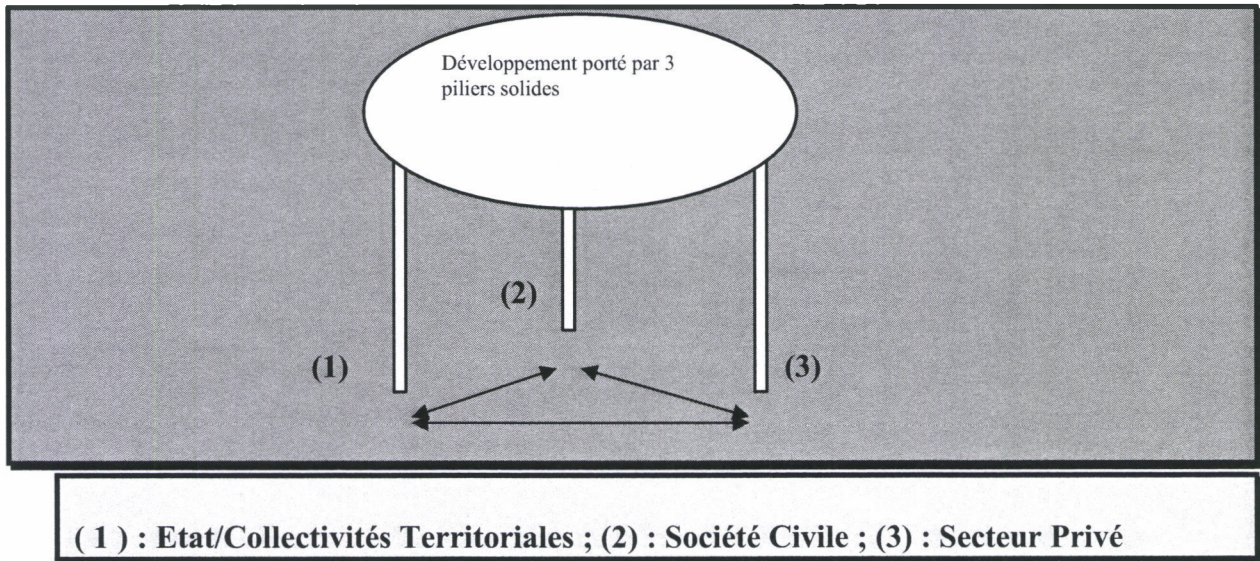 Développement porté par 3
piliers solides
(2)
(1)
(3)
( 1 ) : Etat/Collectivités Territoriales ; (2) : Société Civile ; (3) : Secteur Privé